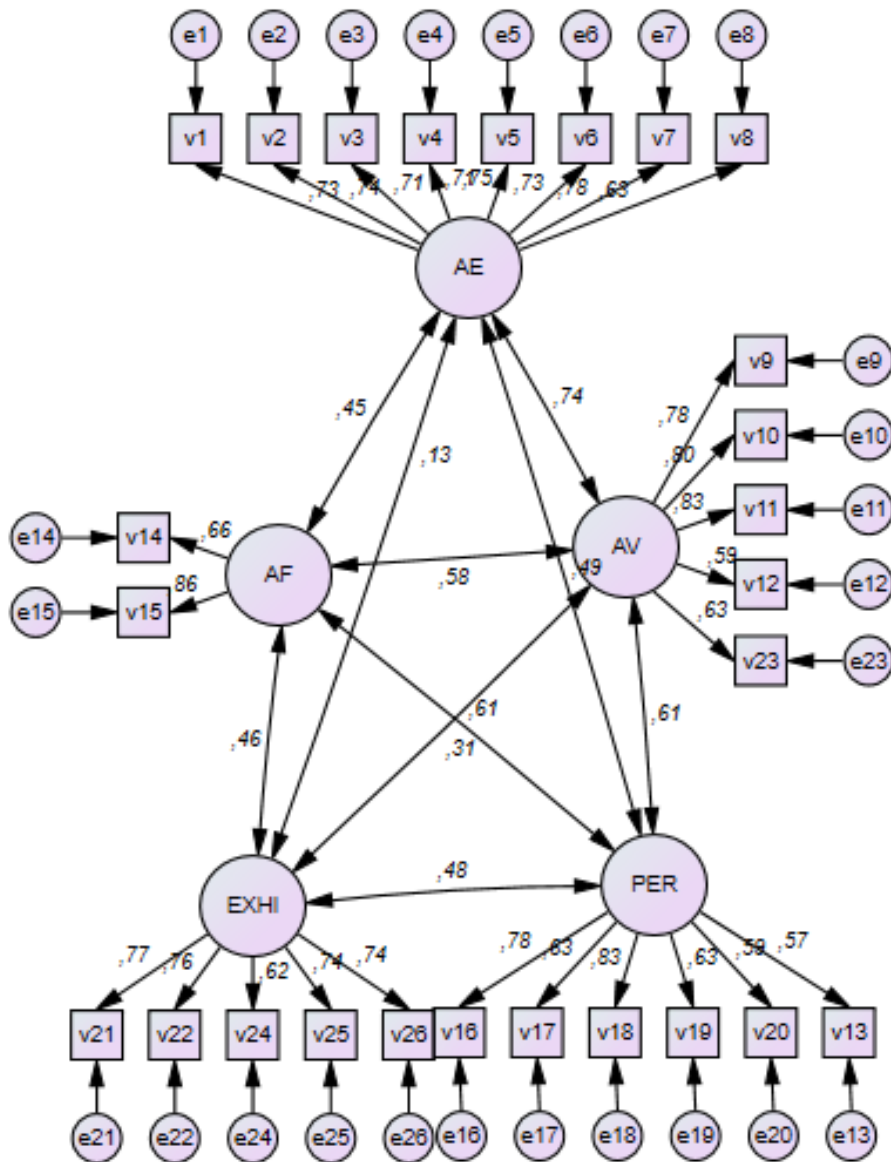 e1 e2 e3 e4 e5 e6 e7 e8
v1 v2 v3 v4 v5 v6 v7 v8
,73 ,74 ,71 ,71 ,75 ,73 ,78 ,63
AE
v9 e9
,45 ,74 ,78
,13 ,80 v10 e10
,83 v11 e11
e14 v14 ,66 AF AV
,58 ,49 ,59 v12 e12
e15 v15 ,86 ,63
v23 e23
,46 ,61 ,61
,31
EXHI ,48 PER
,77 ,76 ,62 ,74 ,74 ,78 ,63 ,83 ,63 ,59 ,57
v21 v22 v24 v25 v26 v16 v17 v18 v19 v20 v13
e21 e22 e24 e25 e26 e16 e17 e18 e19 e20 e13